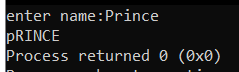 enter name:Prince
pRINCE
Process returned 0 (0x0)